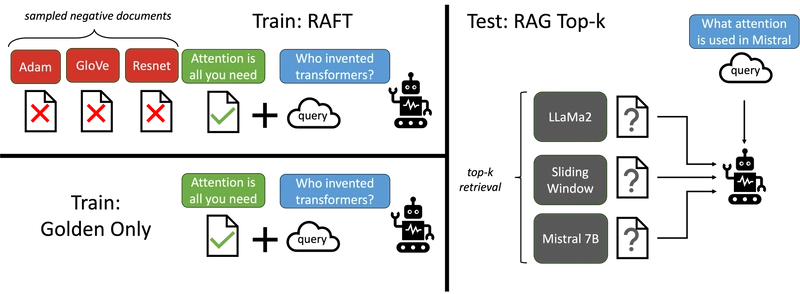 sampled negative documents
Train: RAFT
Adam
GloVe
Resnet
Attention is
all you need
Who invented
transformers?
query
Train:
Golden Only
Attention is
all you need
Who invented
transformers?
query
Test: RAG Top-k
What attention
is used in Mistral
query
top-k
retrieval
LLaMa2
?
Sliding
Window
?
Mistral 7B
?